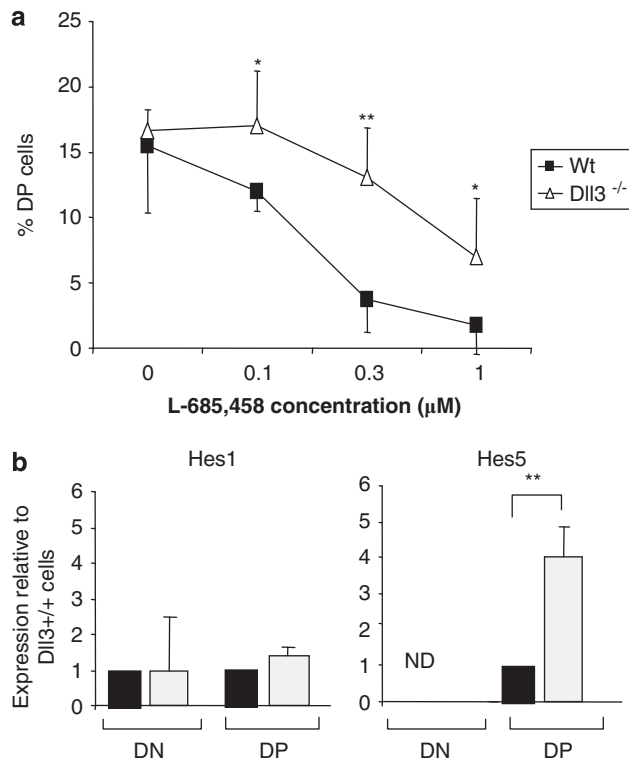 a
25
20
15
10
5
0
% DP cells
*
**
*
Wt
Dll3 -/-
0 0.1 0.3 1
L-685,458 concentration (μM)
b
Hes1
Hes5
Expression relative to
Dll3+/+ cells
6
5
4
3
2
1
0
DN DP
6
5
4
3
2
1
0
**
ND
DN DP